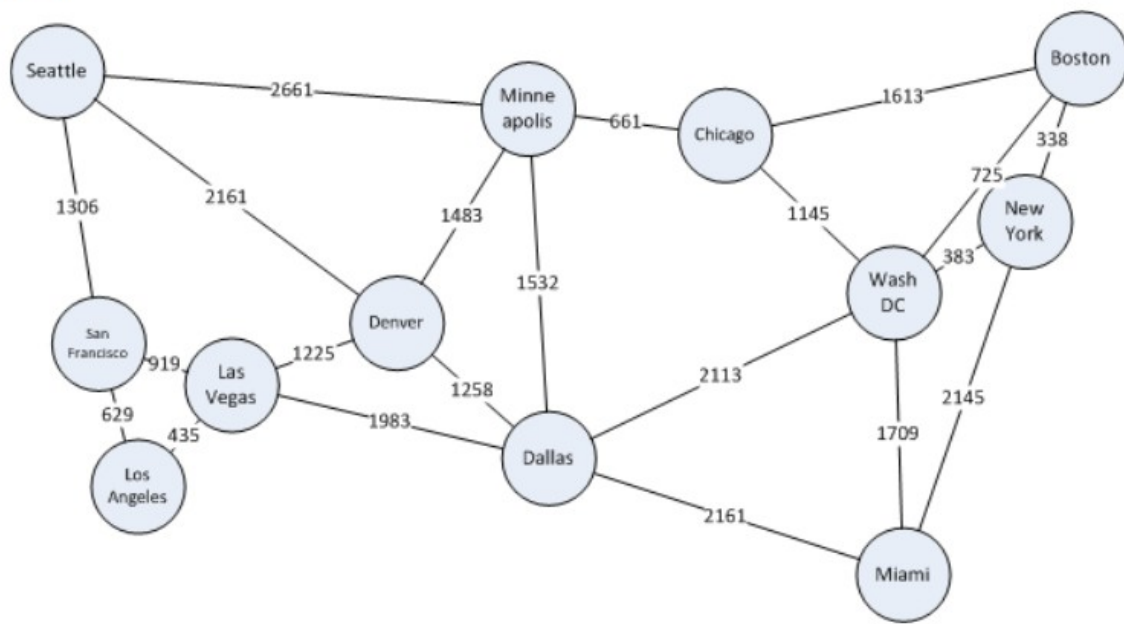 Seattle
2661
Minne
apolis
661
Chicago
1613
Boston
338
725
New
York
1306
2161
1483
1145
1532
383
Wash
DC
San
Francisco
919
Las
Vegas
1225
Denver
1258
2113
2145
629
435
1983
1709
Los
Angeles
Dallas
2161
Miami